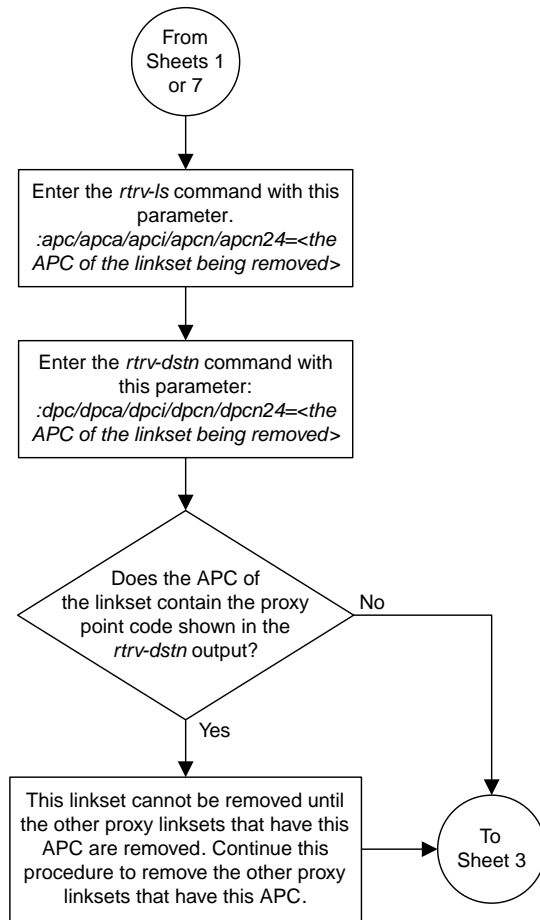 From
Sheets 1
or 7
Enter the rtrv-ls command with this
parameter.
:apc/apca/apci/apcn/apcn24=<the
APC of the linkset being removed>
Enter the rtrv-dstn command with
this parameter:
:dpc/dpca/dpci/dpcn/dpcn24=<the
APC of the linkset being removed>
Does the APC of
the linkset contain the proxy
point code shown in the
rtrv-dstn output?
No
Yes
This linkset cannot be removed until
the other proxy linksets that have this
APC are removed. Continue this
procedure to remove the other proxy
linksets that have this APC.
To
Sheet 3